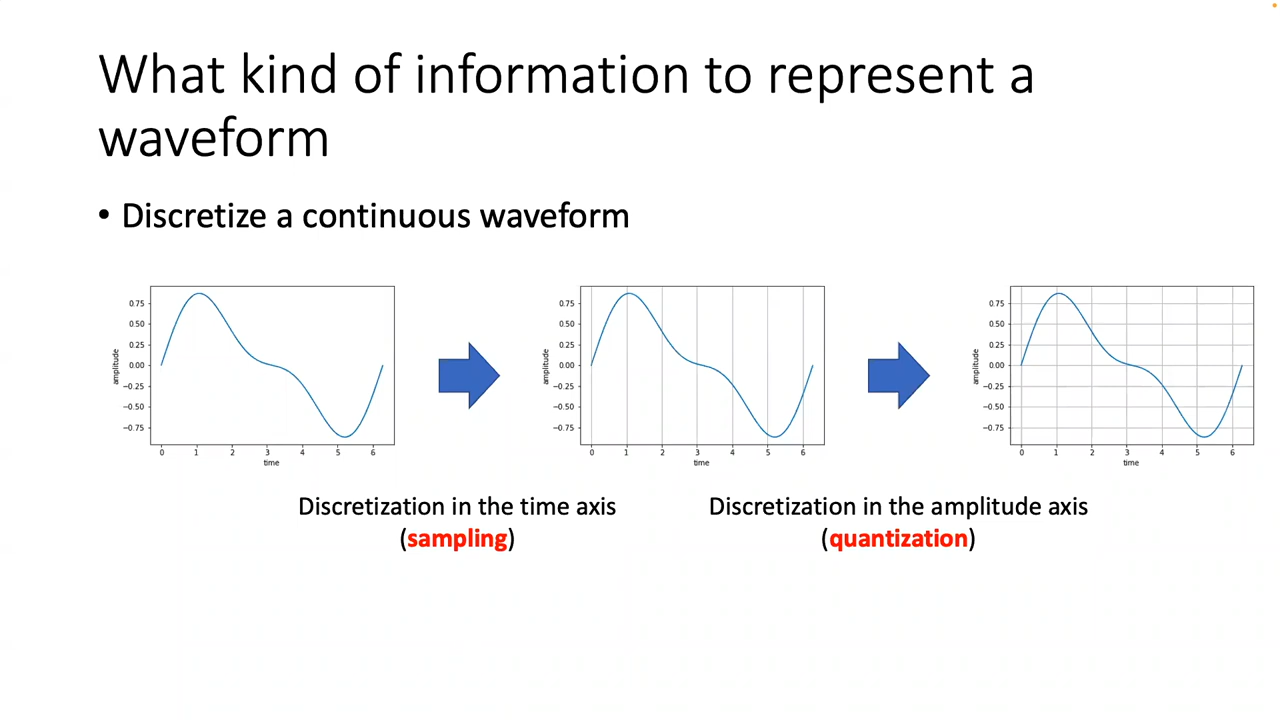 What kind of information to represent a
waveform
• Discretize a continuous waveform
0.75
0.50
0.25
0.00
−0.25
−0.50
−0.75
amplitude
0 1 2 3 4 5 6
time
0.75
0.50
0.25
0.00
−0.25
−0.50
−0.75
amplitude
0 1 2 3 4 5 6
time
0.75
0.50
0.25
0.00
−0.25
−0.50
−0.75
amplitude
0 1 2 3 4 5 6
time
Discretization in the time axis
(sampling)
Discretization in the amplitude axis
(quantization)